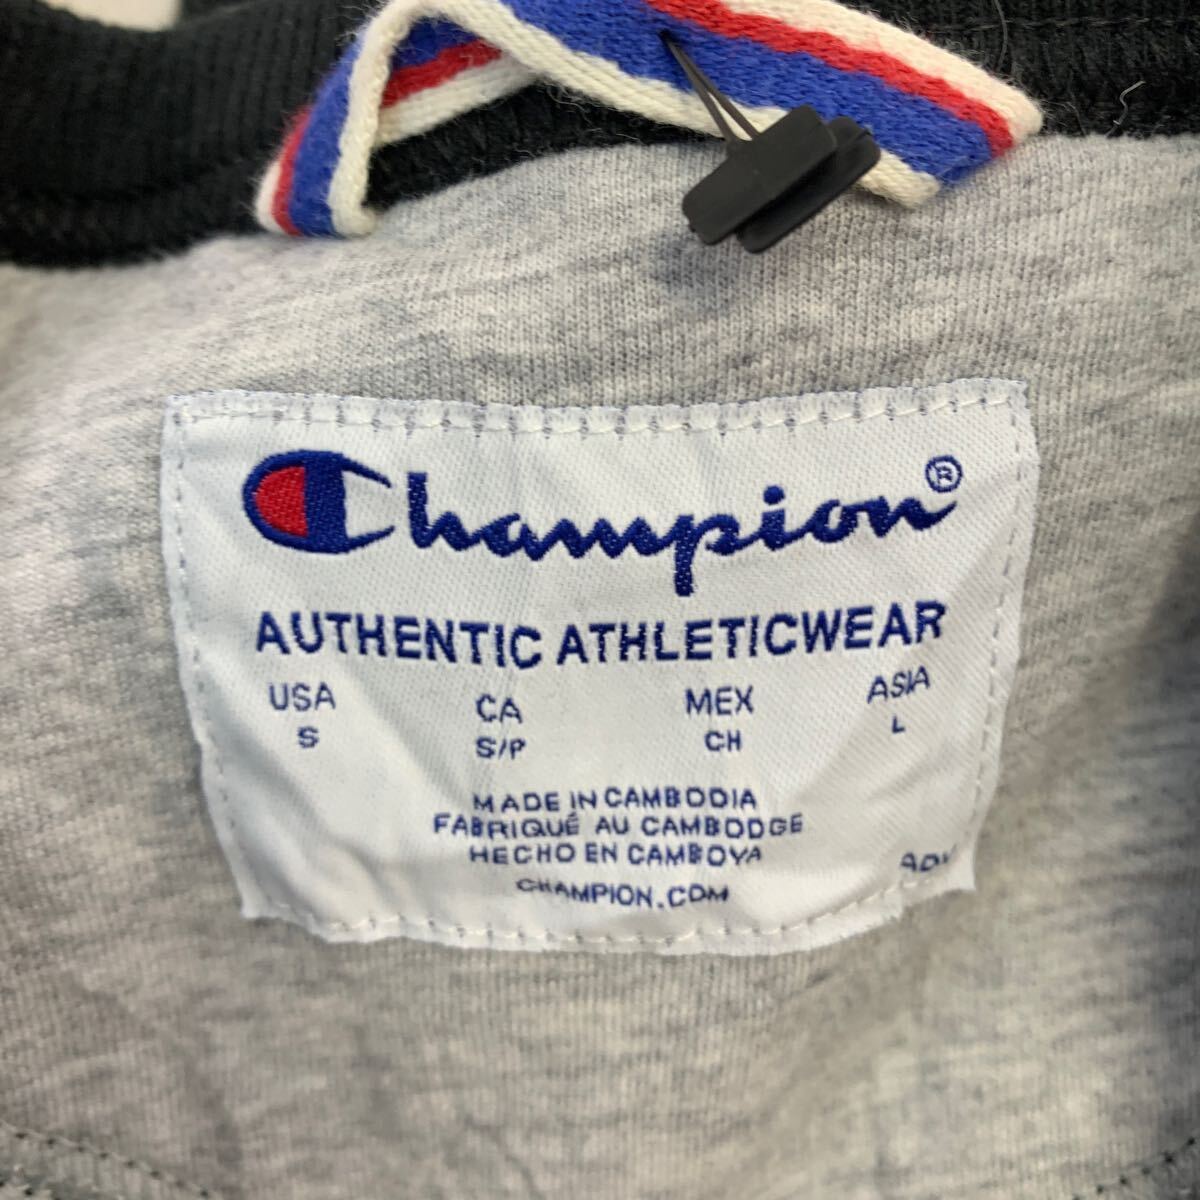 Champion®
AUTHENTIC ATHLETICWEAR
USA CA MEX ASIA
S S/P CH L
MADE IN CAMBODIA
FABRIQUÉ AU CAMBODGE
HECHO EN CAMBOYA
CHAMPION.COM